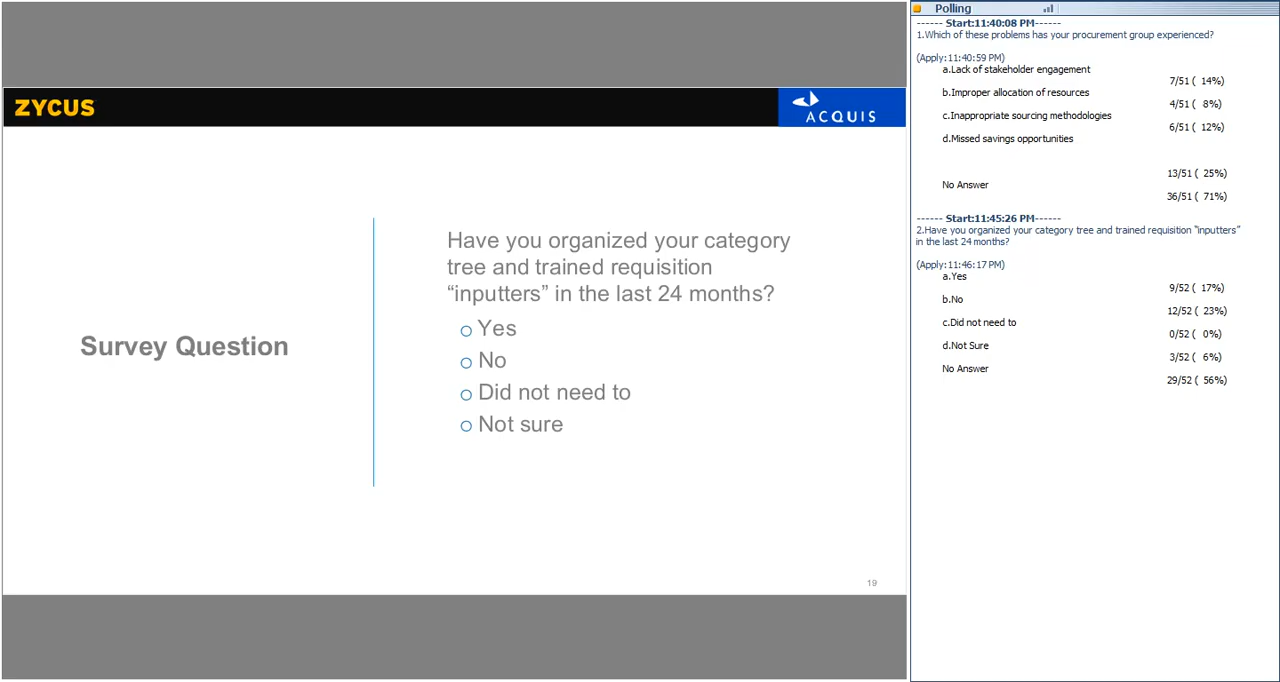 ZYCUS
ACQUIS
Survey Question
Have you organized your category
tree and trained requisition
“inputters” in the last 24 months?
Yes
No
Did not need to
Not sure
19
Polling
------ Start:11:40:08 PM------
1.Which of these problems has your procurement group experienced?
(Apply:11:40:59 PM)
a.Lack of stakeholder engagement
7/51 ( 14%)
b.Improper allocation of resources
4/51 ( 8%)
c.Inappropriate sourcing methodologies
6/51 ( 12%)
d.Missed savings opportunities
13/51 ( 25%)
No Answer
36/51 ( 71%)
------ Start:11:45:26 PM------
2.Have you organized your category tree and trained requisition “inputters”
in the last 24 months?
(Apply:11:46:17 PM)
a.Yes
9/52 ( 17%)
b.No
12/52 ( 23%)
c.Did not need to
0/52 ( 0%)
d.Not Sure
3/52 ( 6%)
No Answer
29/52 ( 56%)